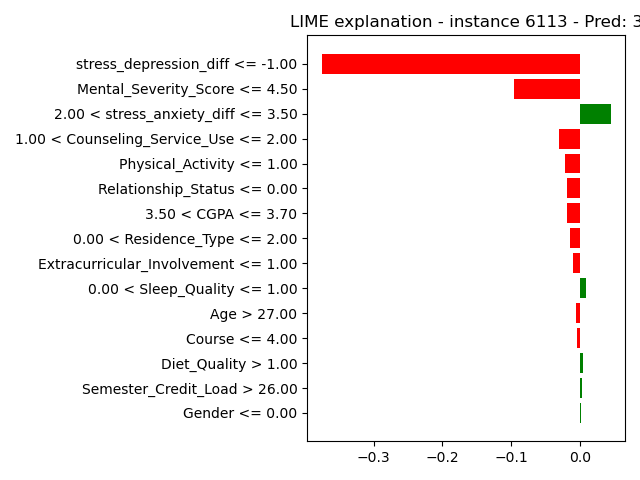 LIME explanation - instance 6113 - Pred: 3
stress_depression_diff <= -1.00
Mental_Severity_Score <= 4.50
2.00 < stress_anxiety_diff <= 3.50
1.00 < Counseling_Service_Use <= 2.00
Physical_Activity <= 1.00
Relationship_Status <= 0.00
3.50 < CGPA <= 3.70
0.00 < Residence_Type <= 2.00
Extracurricular_Involvement <= 1.00
0.00 < Sleep_Quality <= 1.00
Age > 27.00
Course <= 4.00
Diet_Quality > 1.00
Semester_Credit_Load > 26.00
Gender <= 0.00
−0.3 −0.2 −0.1 0.0